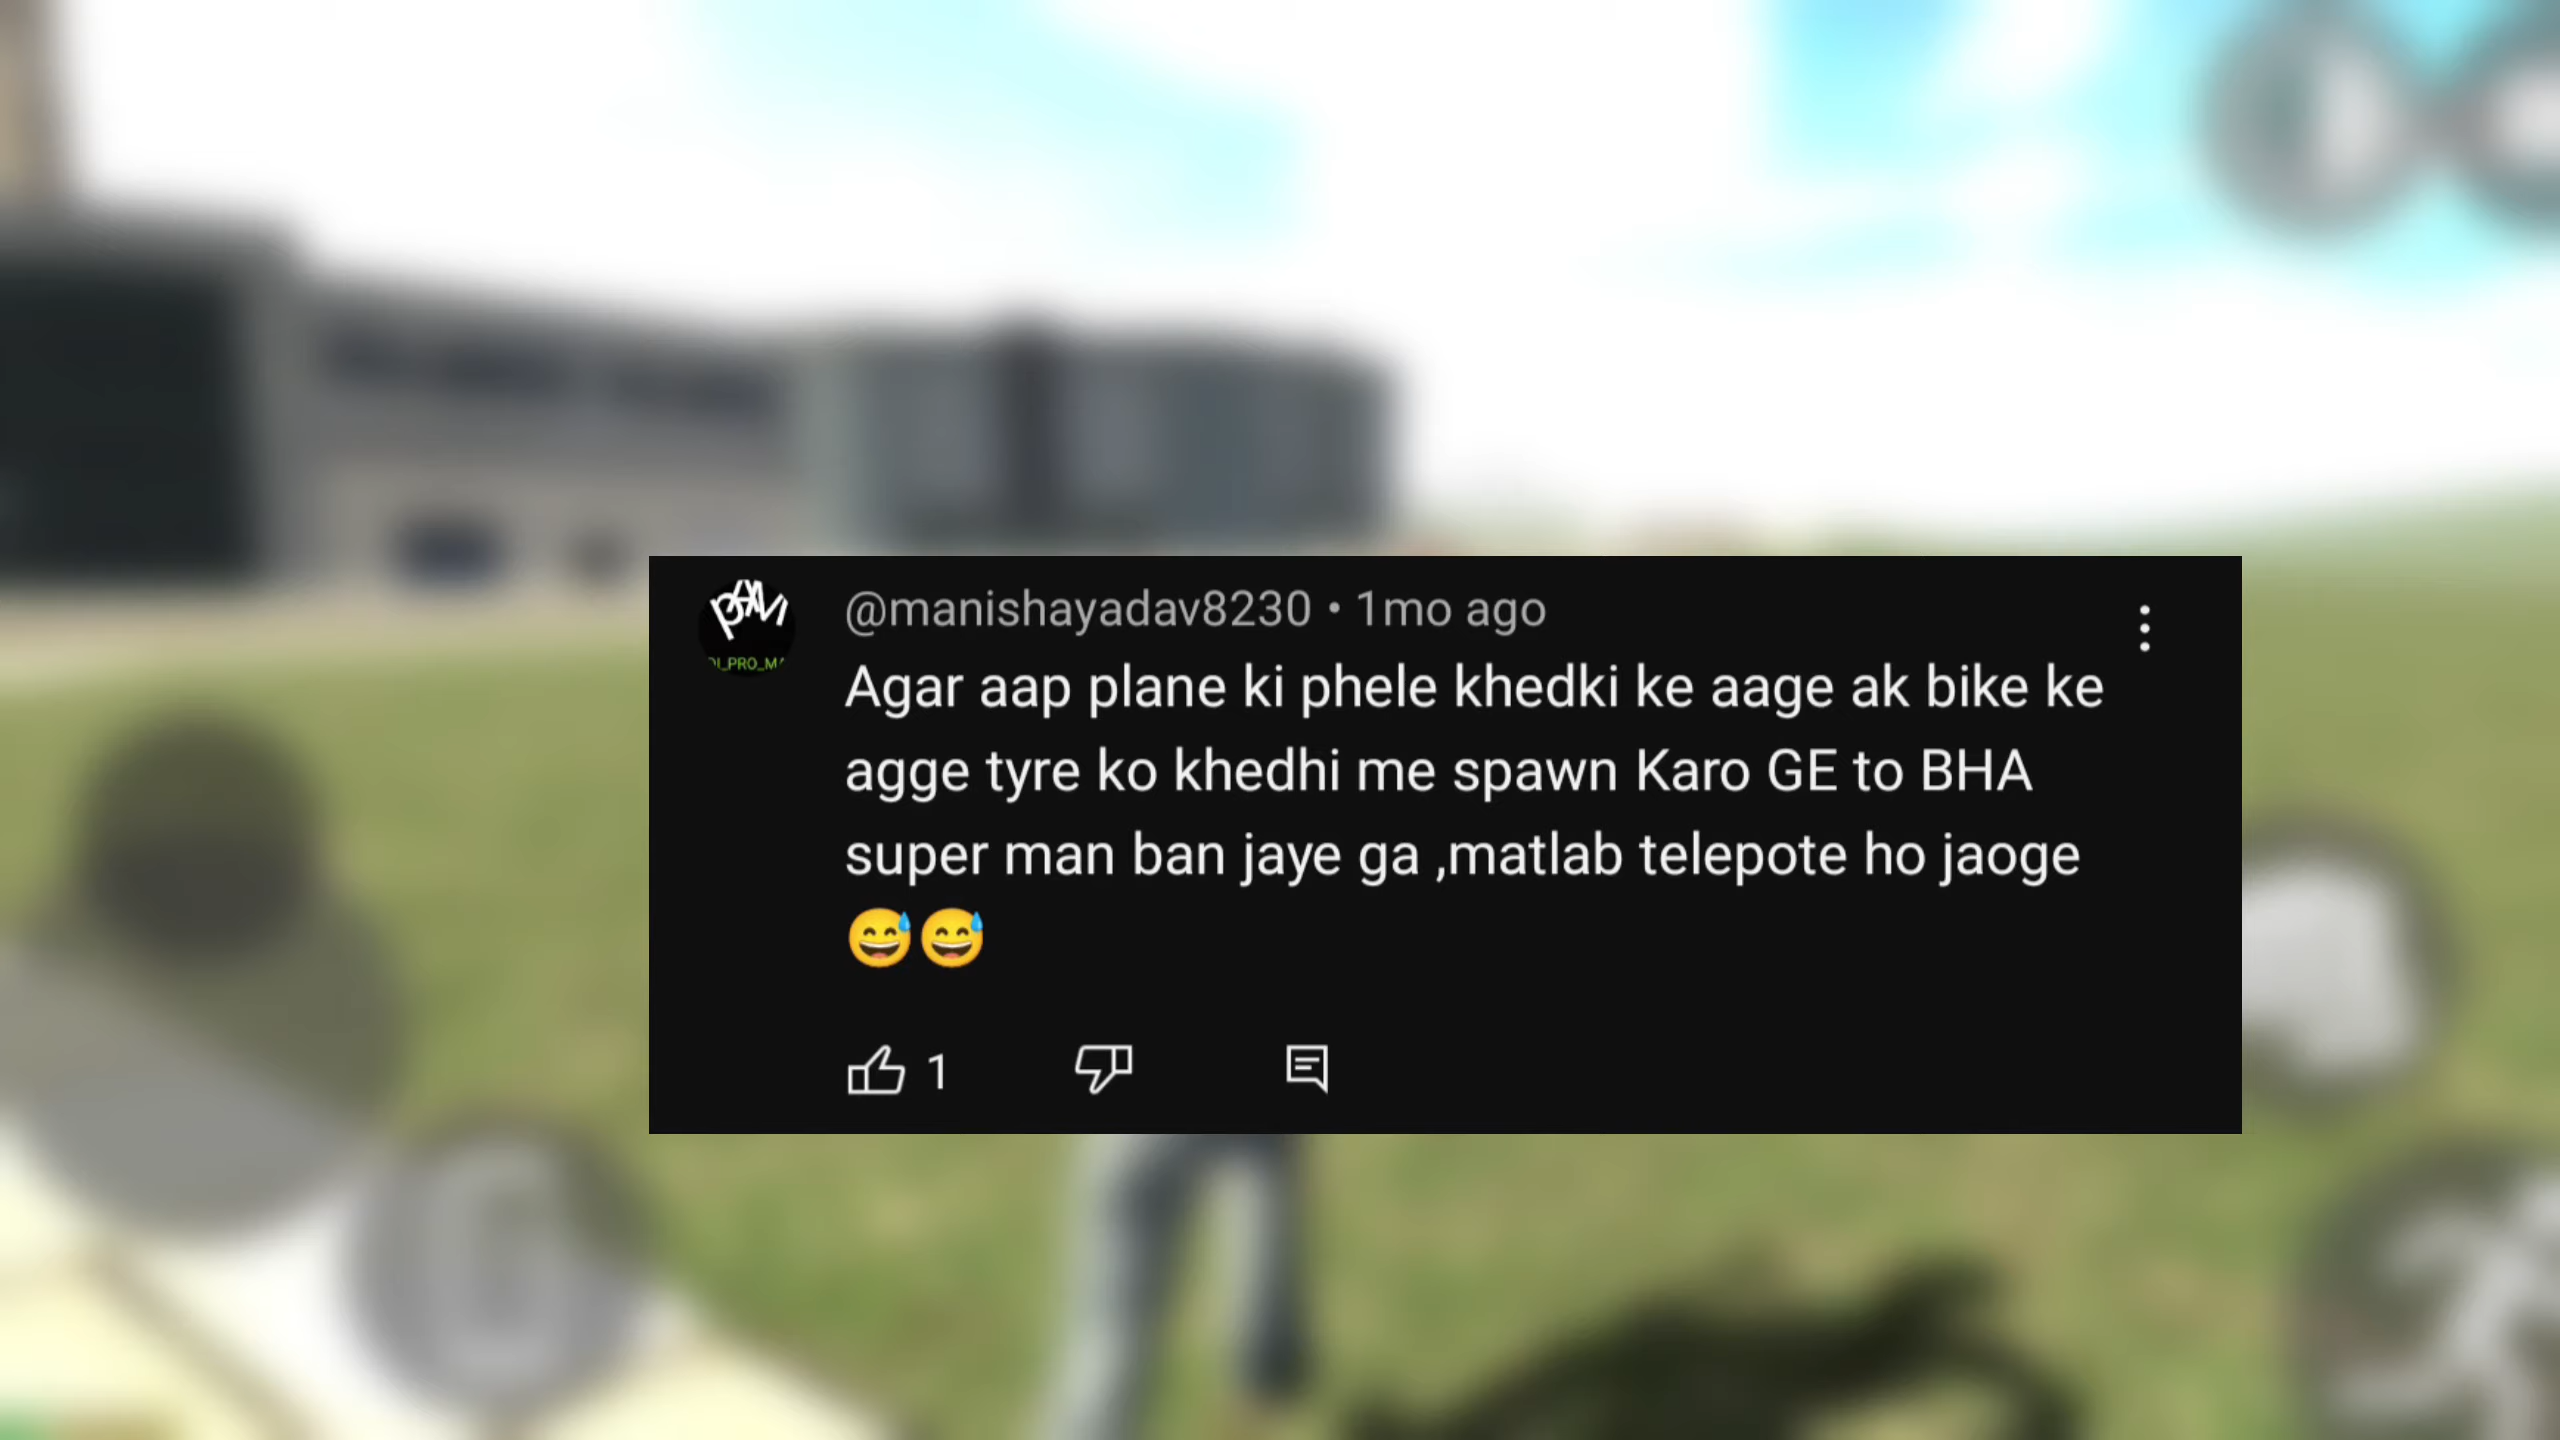 @manishayadav8230 • 1mo ago
Agar aap plane ki phele khedki ke aage ak bike ke
agge tyre ko khedhi me spawn Karo GE to BHA
super man ban jaye ga ,matlab telepote ho jaoge
😅😅
1